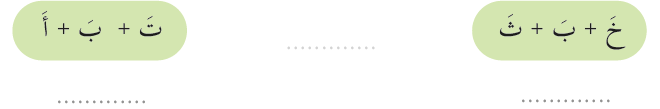 خَ + بَ + ثَ
تَ + بَ + أَ